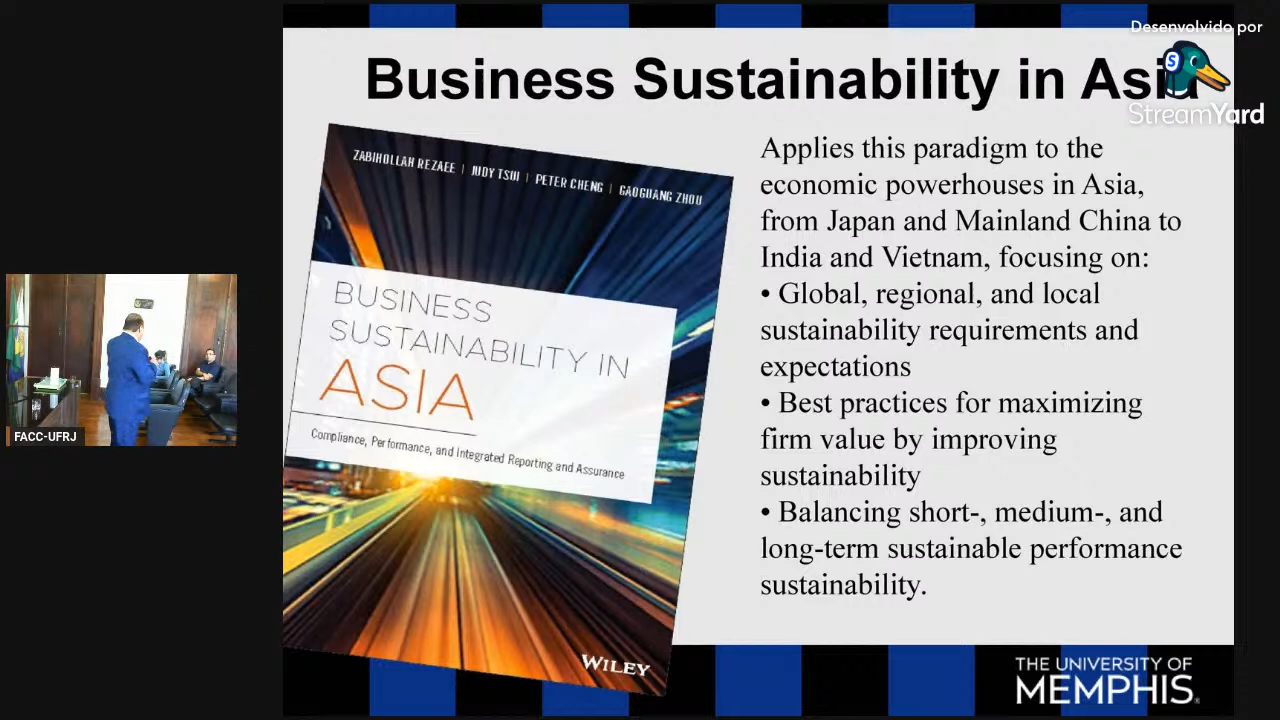 Desenvolvido por
StreamYard
Business Sustainability in Asia
ZABIHOLLAH REZAEE | JUDY TSUI | PETER CHENG | GAOGUANG ZHOU
BUSINESS
SUSTAINABILITY IN
ASIA
Compliance, Performance, and Integrated Reporting and Assurance
WILEY
Applies this paradigm to the
economic powerhouses in Asia,
from Japan and Mainland China to
India and Vietnam, focusing on:
• Global, regional, and local
sustainability requirements and
expectations
• Best practices for maximizing
firm value by improving
sustainability
• Balancing short-, medium-, and
long-term sustainable performance
sustainability.
FACC-UFRJ
THE UNIVERSITY OF
MEMPHIS®